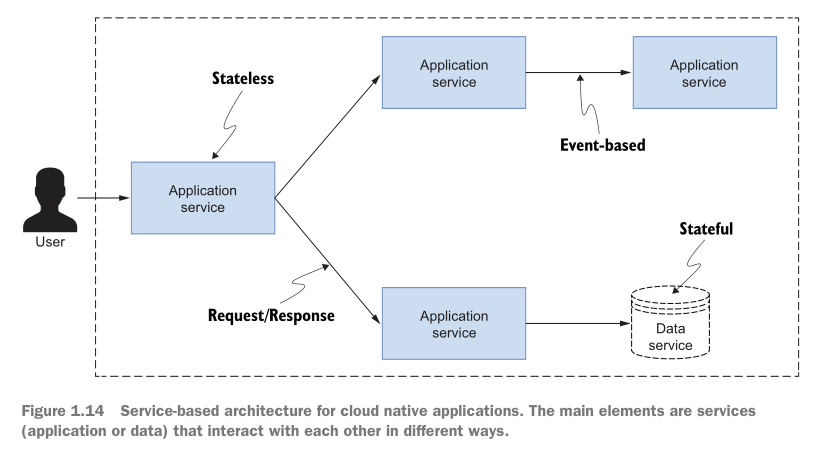 Stateless
Application
service
Application
service
Event-based
Application
service
User
Request/Response
Application
service
Stateful
Data
service
Figure 1.14 Service-based architecture for cloud native applications. The main elements are services
(application or data) that interact with each other in different ways.